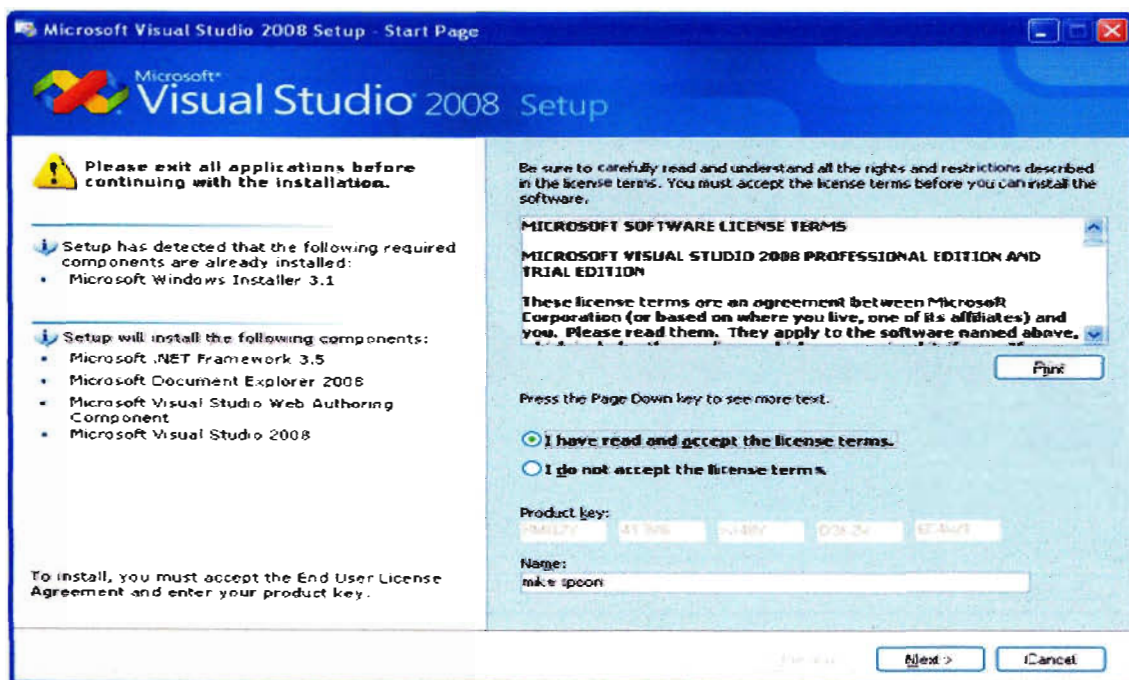 Microsoft Visual Studio 2008 Setup - Start Page
Microsoft
Visual Studio 2008 Setup
Please exit all applications before
continuing with the installation.
Setup has detected that the following required
components are already installed:
• Microsoft Windows Installer 3.1
Setup will install the following components:
• Microsoft .NET Framework 3.5
• Microsoft Document Explorer 2008
• Microsoft Visual Studio Web Authoring
Component
• Microsoft Visual Studio 2008
To install, you must accept the End User License
Agreement and enter your product key.
Be sure to carefully read and understand all the rights and restrictions described
in the license terms. You must accept the license terms before you can install the
software.
MICROSOFT SOFTWARE LICENSE TERMS
MICROSOFT VISUAL STUDIO 2008 PROFESSIONAL EDITION AND
TRIAL EDITION
These license terms are an agreement between Microsoft
Corporation (or based on where you live, one of its affiliates) and
you. Please read them. They apply to the software named above,
Print
Press the Page Down key to see more text.
I have read and accept the license terms.
I do not accept the license terms.
Product key:
Name:
mike spoon
Next >
Cancel